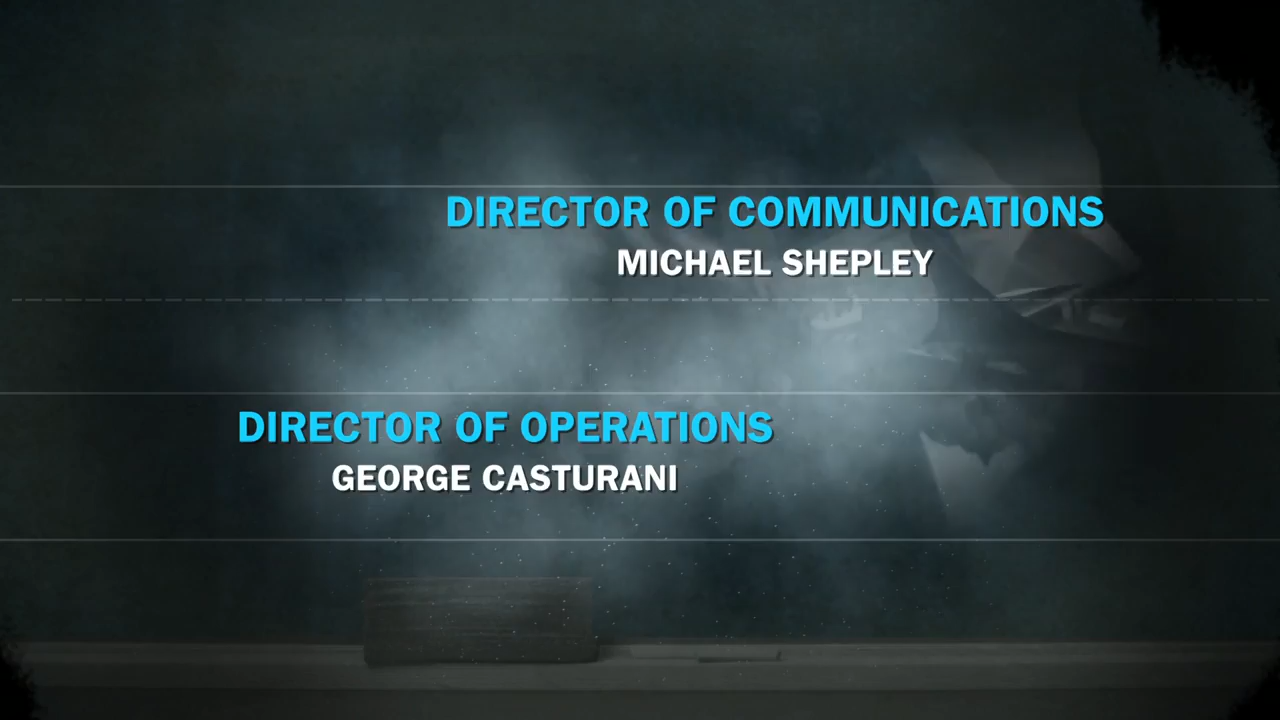 DIRECTOR OF COMMUNICATIONS
MICHAEL SHEPLEY
DIRECTOR OF OPERATIONS
GEORGE CASTURANI